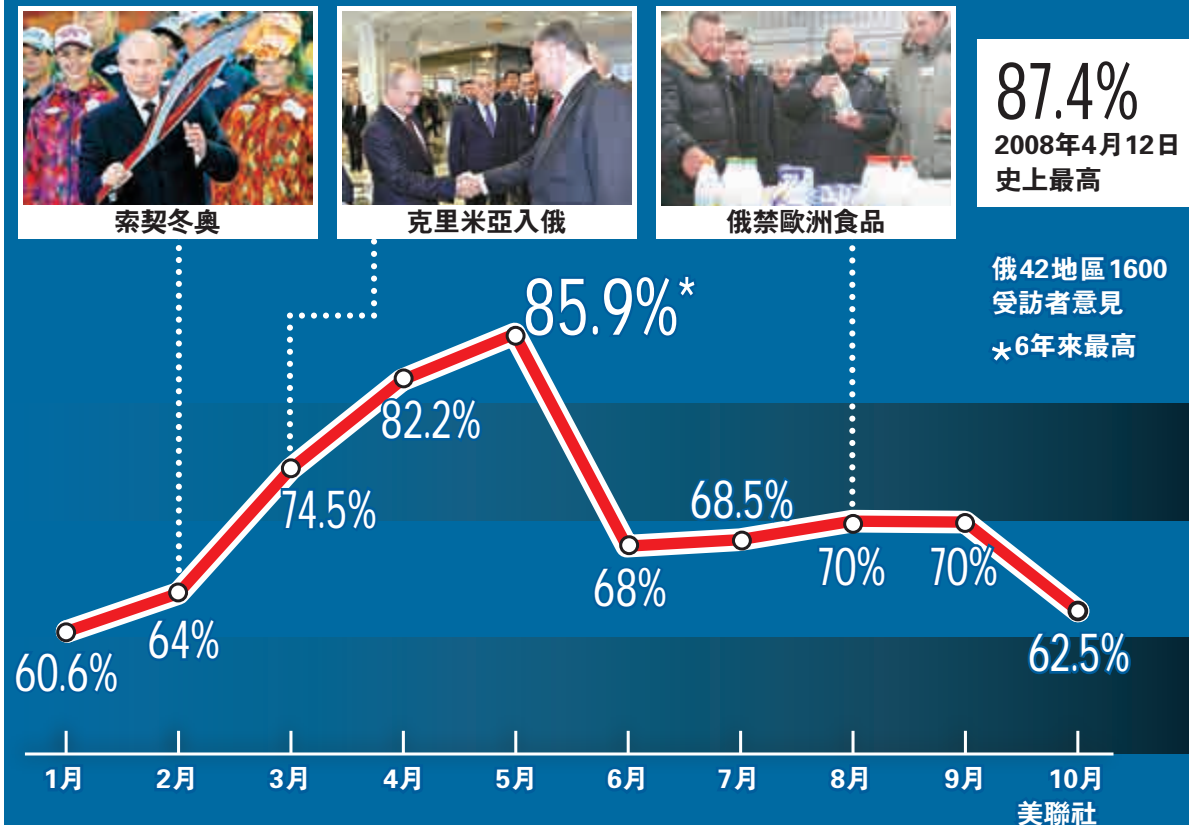 索契冬奧
克里米亞入俄
俄禁歐洲食品
87.4%
2008年4月12日
史上最高
俄42地區1600
受訪者意見
*6年來最高
60.6%
64%
74.5%
82.2%
85.9%*
68%
68.5%
70%
70%
62.5%
1月
2月
3月
4月
5月
6月
7月
8月
9月
10月
美聯社